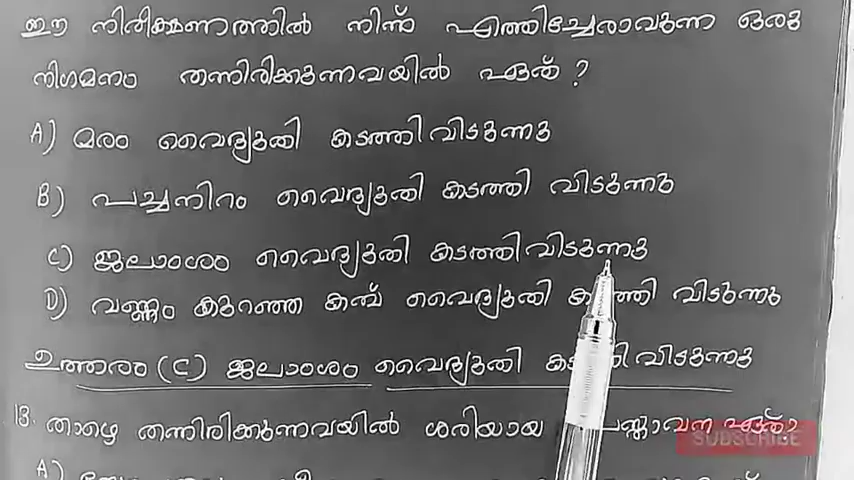 ഈ നിരീക്ഷണത്തിൽ നിന്ന് എത്തിച്ചേരാവുന്ന ഒരു
നിഗമനം തന്നിരിക്കുന്നവയിൽ ഏത് ?
A) മരം വൈദ്യുതി കടത്തി വിടുന്നു
B) പച്ചനിറം വൈദ്യുതി കടത്തി വിടുന്നു
C) ജലാംശം വൈദ്യുതി കടത്തി വിടുന്നു
D) വണ്ണം കുറഞ്ഞ കമ്പ് വൈദ്യുതി വിടുന്നു
ഉത്തരം (C) ജലാംശം വൈദ്യുതി വിടുന്നു
18. താഴെ തന്നിരിക്കുന്നവയിൽ ശരിയായ
SUBSCRIBE
A)